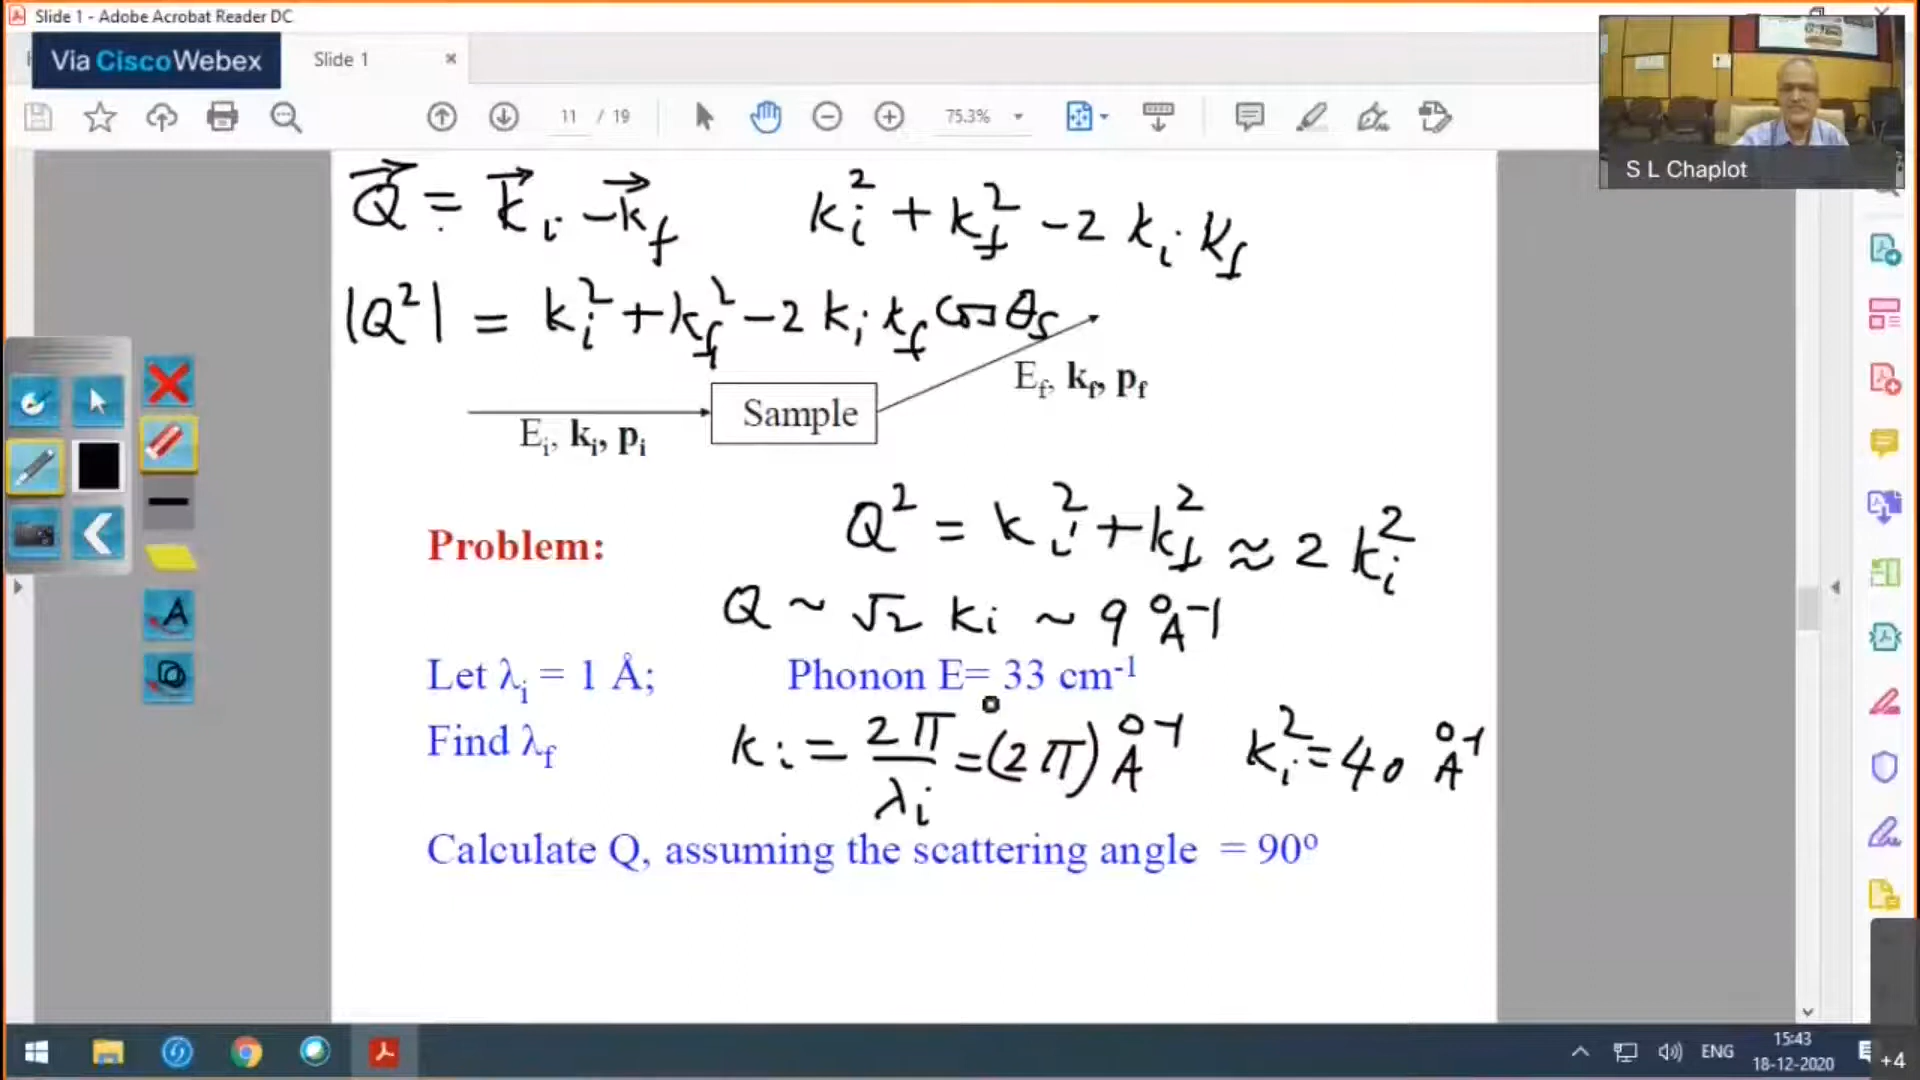 Slide 1 - Adobe Acrobat Reader DC
Via CiscoWebex
Slide 1
11 / 19
75.3%
S L Chaplot
Q⃗ = k⃗i − k⃗f    ki² + kf² − 2 ki kf
|Q²| = ki² + kf² − 2 ki kf cos θs
Ef, kf, pf
Sample
Ei, ki, pi
Q² = ki² + kf² ≈ 2 ki²
Problem:
Q ~ √2 ki ~ 9 Å⁻¹
Let λi = 1 Å;    Phonon E= 33 cm⁻¹
Find λf    ki = 2π/λi = (2π) Å⁻¹    ki² = 40 Å⁻¹
Calculate Q, assuming the scattering angle = 90º
A
ENG
15:43
18-12-2020
+4